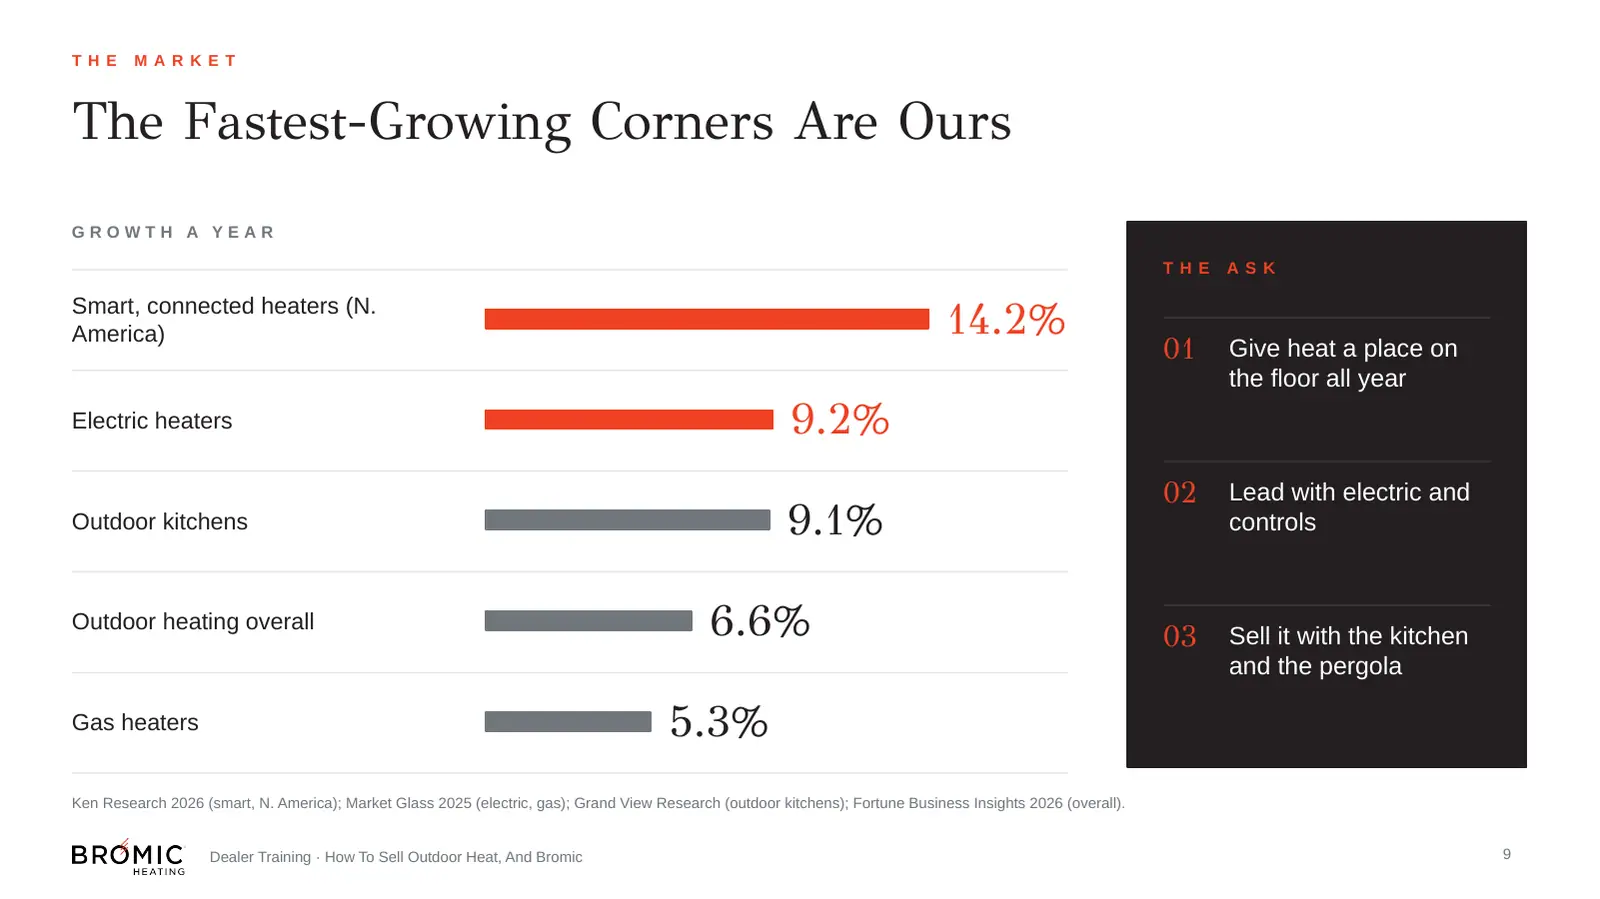 THE MARKET
The Fastest-Growing Corners Are Ours
GROWTH A YEAR
Smart, connected heaters (N.
America)
14.2%
Electric heaters
9.2%
Outdoor kitchens
9.1%
Outdoor heating overall
6.6%
Gas heaters
5.3%
THE ASK
01 Give heat a place on
the floor all year
02 Lead with electric and
controls
03 Sell it with the kitchen
and the pergola
Ken Research 2026 (smart, N. America); Market Glass 2025 (electric, gas); Grand View Research (outdoor kitchens); Fortune Business Insights 2026 (overall).
BROMIC
HEATING
Dealer Training · How To Sell Outdoor Heat, And Bromic
9